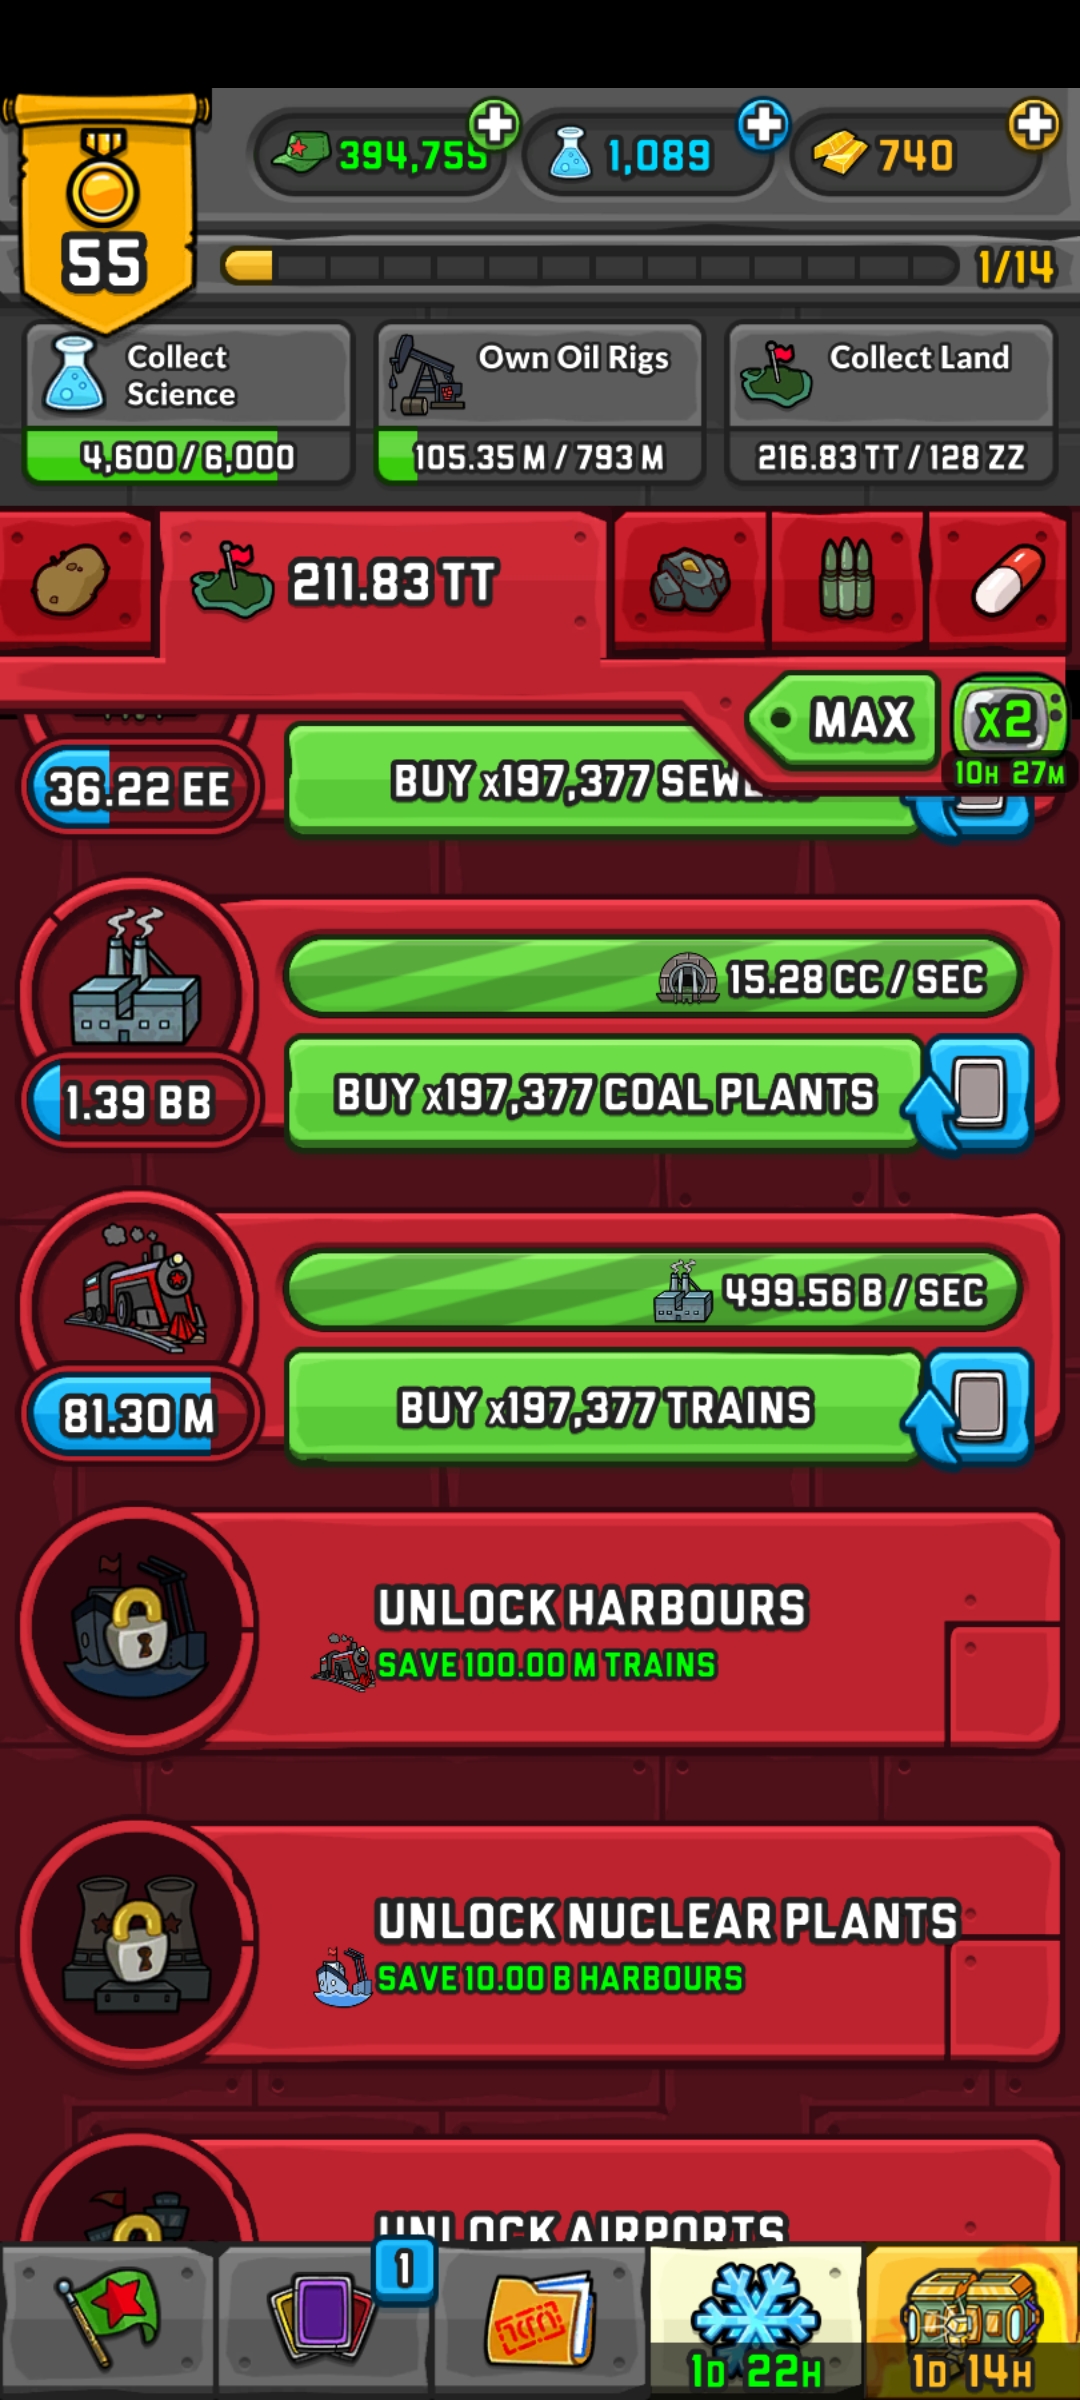 55
394,755
1,089
740
1/14
Collect
Science
4,600/6,000
Own Oil Rigs
105.35 M / 793 M
Collect Land
216.83 TT / 128 ZZ
211.83 TT
MAX
x2
10H 27M
36.22 EE
BUY x197,377
15.28 CC / SEC
1.39 BB
BUY x197,377 COAL PLANTS
499.56 B / SEC
81.30 M
BUY x197,377 TRAINS
UNLOCK HARBOURS
SAVE 100.00 M TRAINS
UNLOCK NUCLEAR PLANTS
SAVE 10.00 B HARBOURS
UNLOCK AIRPORTS
1
1D 22H
1D 14H